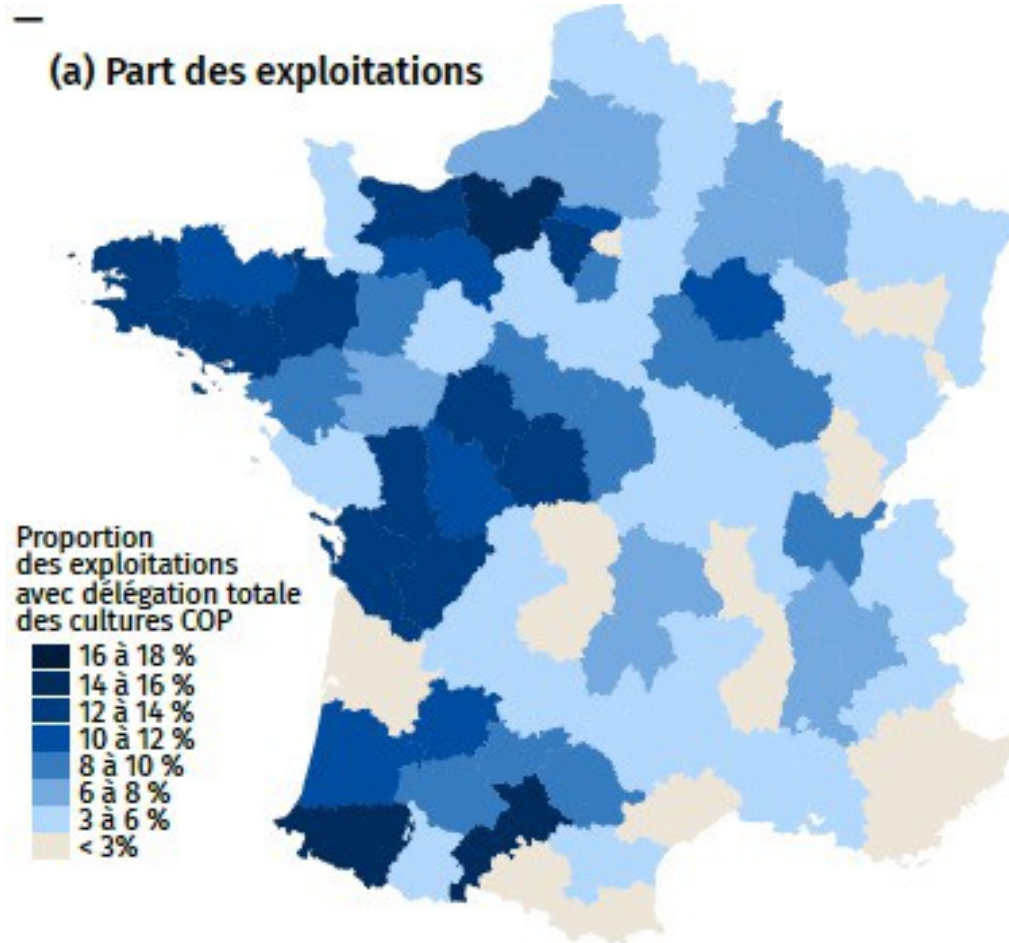 (a) Part des exploitations
Proportion
des exploitations
avec délégation totale
des cultures COP
16 à 18 %
14 à 16 %
12 à 14 %
10 à 12 %
8 à 10 %
6 à 8 %
3 à 6 %
< 3%